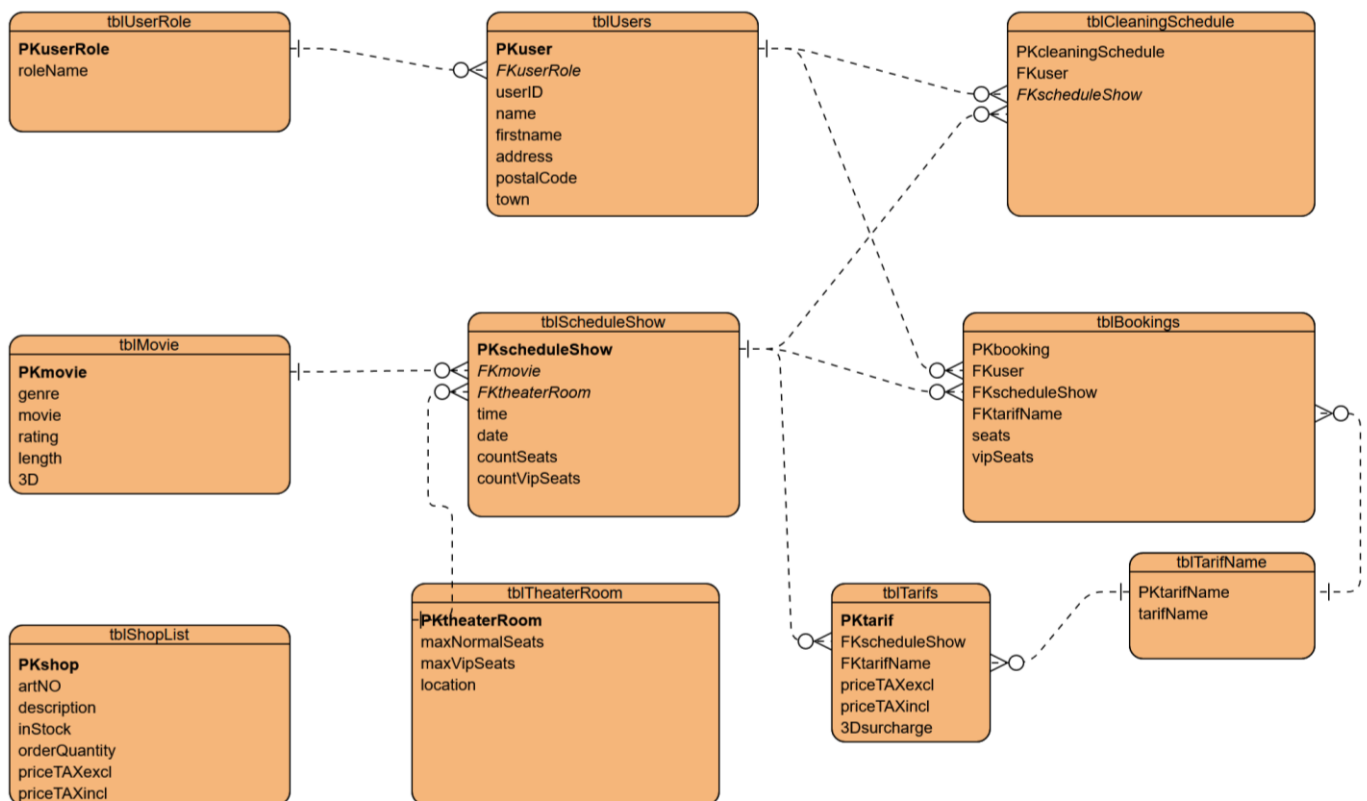 tblUserRole
PKuserRole
roleName
tblUsers
PKuser
FKuserRole
userID
name
firstname
address
postalCode
town
tblCleaningSchedule
PKcleaningSchedule
FKuser
FKscheduleShow
tblMovie
PKmovie
genre
movie
rating
length
3D
tblScheduleShow
PKscheduleShow
FKmovie
FKtheaterRoom
time
date
countSeats
countVipSeats
tblBookings
PKbooking
FKuser
FKscheduleShow
FKtarifName
seats
vipSeats
tblShopList
PKshop
artNO
description
inStock
orderQuantity
priceTAXexcl
priceTAXincl
tblTheaterRoom
PKtheaterRoom
maxNormalSeats
maxVipSeats
location
tblTarifs
PKtarif
FKscheduleShow
FKtarifName
priceTAXexcl
priceTAXincl
3Dsurcharge
tblTarifName
PKtarifName
tarifName